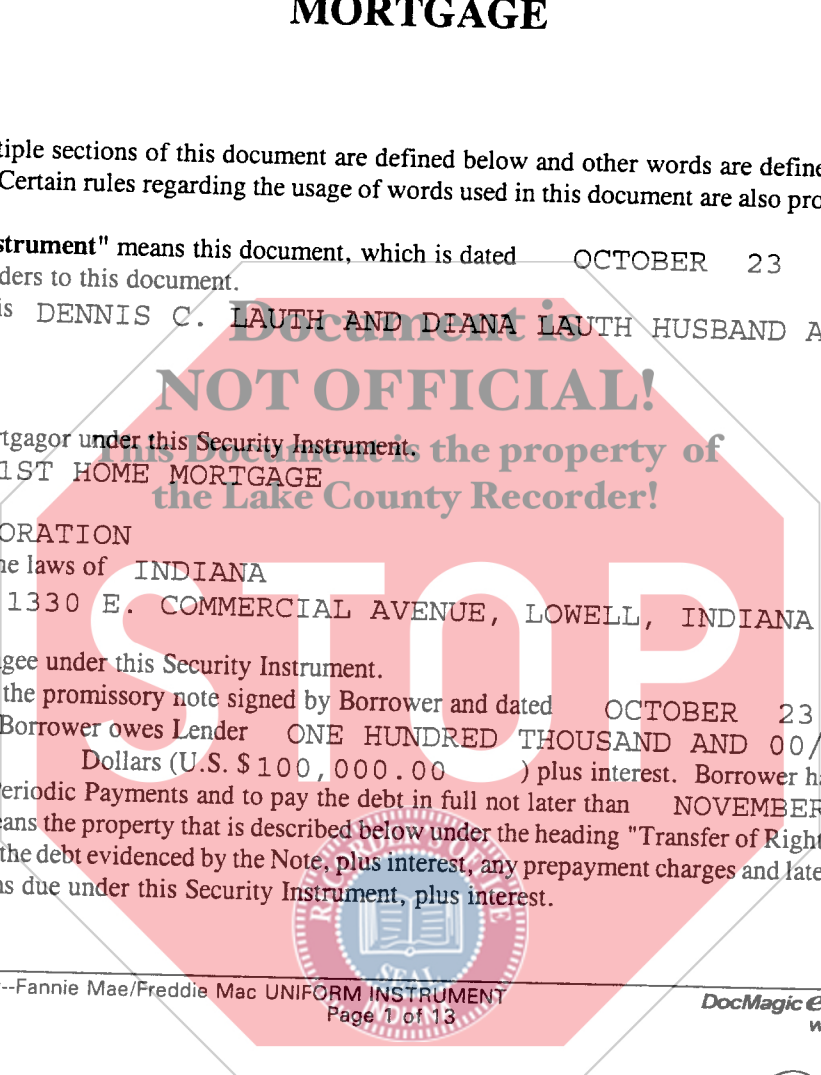 MORTGAGE
tiple sections of this document are defined below and other words are define
Certain rules regarding the usage of words used in this document are also pro
strument" means this document, which is dated OCTOBER 23
ders to this document.
is DENNIS C. LAUTH AND DIANA LAUTH HUSBAND A
Document is
NOT OFFICIAL!
rtgagor under this Security Instrument.
This Document is the property of
1ST HOME MORTGAGE
the Lake County Recorder!
ORATION
he laws of INDIANA
1330 E. COMMERCIAL AVENUE, LOWELL, INDIANA
STOP
gee under this Security Instrument.
the promissory note signed by Borrower and dated OCTOBER 23
Borrower owes Lender ONE HUNDRED THOUSAND AND 00/
Dollars (U.S. $ 100,000.00 ) plus interest. Borrower ha
eriodic Payments and to pay the debt in full not later than NOVEMBER
eans the property that is described below under the heading "Transfer of Right
the debt evidenced by the Note, plus interest, any prepayment charges and late
ns due under this Security Instrument, plus interest.
SEAL
INDIANA
--Fannie Mae/Freddie Mac UNIFORM INSTRUMENT
Page 1 of 13
DocMagic e
w